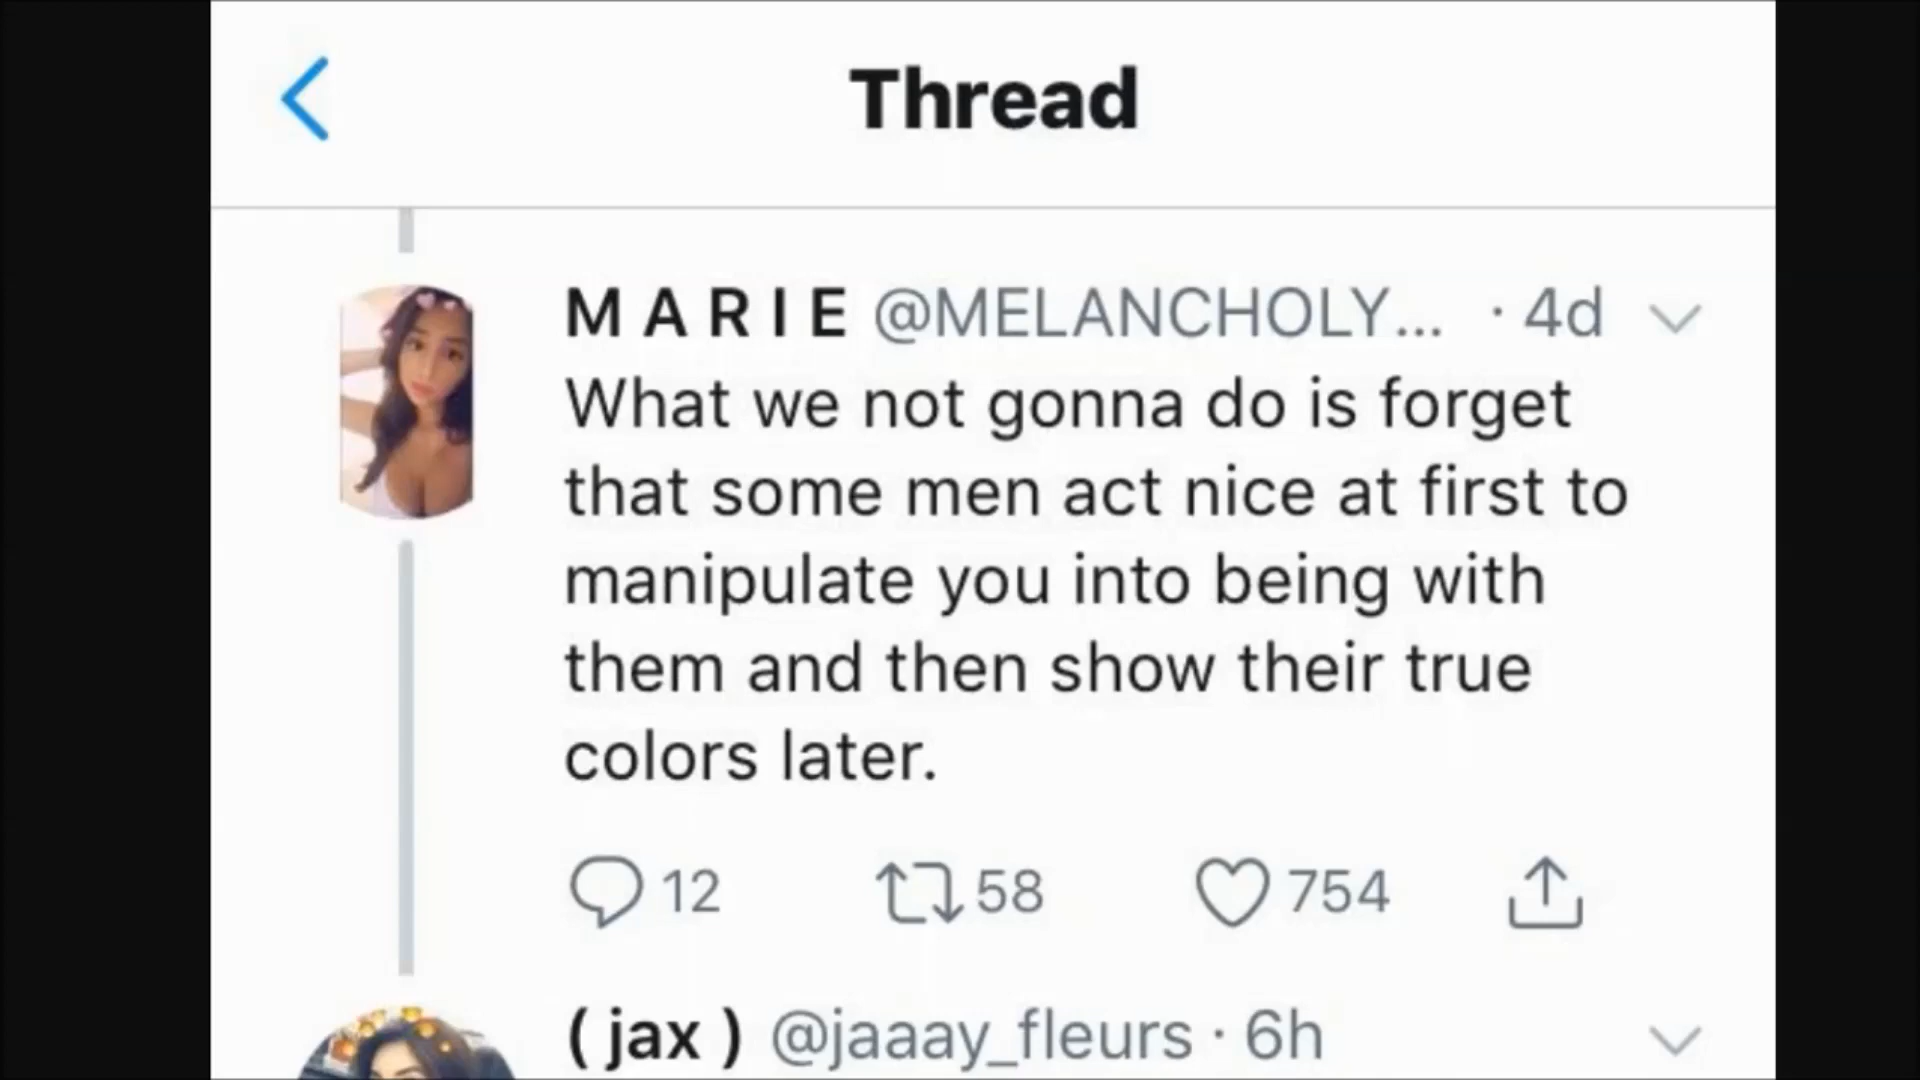 Thread
M A R I E @MELANCHOLY... · 4d
What we not gonna do is forget
that some men act nice at first to
manipulate you into being with
them and then show their true
colors later.
12 58 754
( jax ) @jaaay_fleurs · 6h